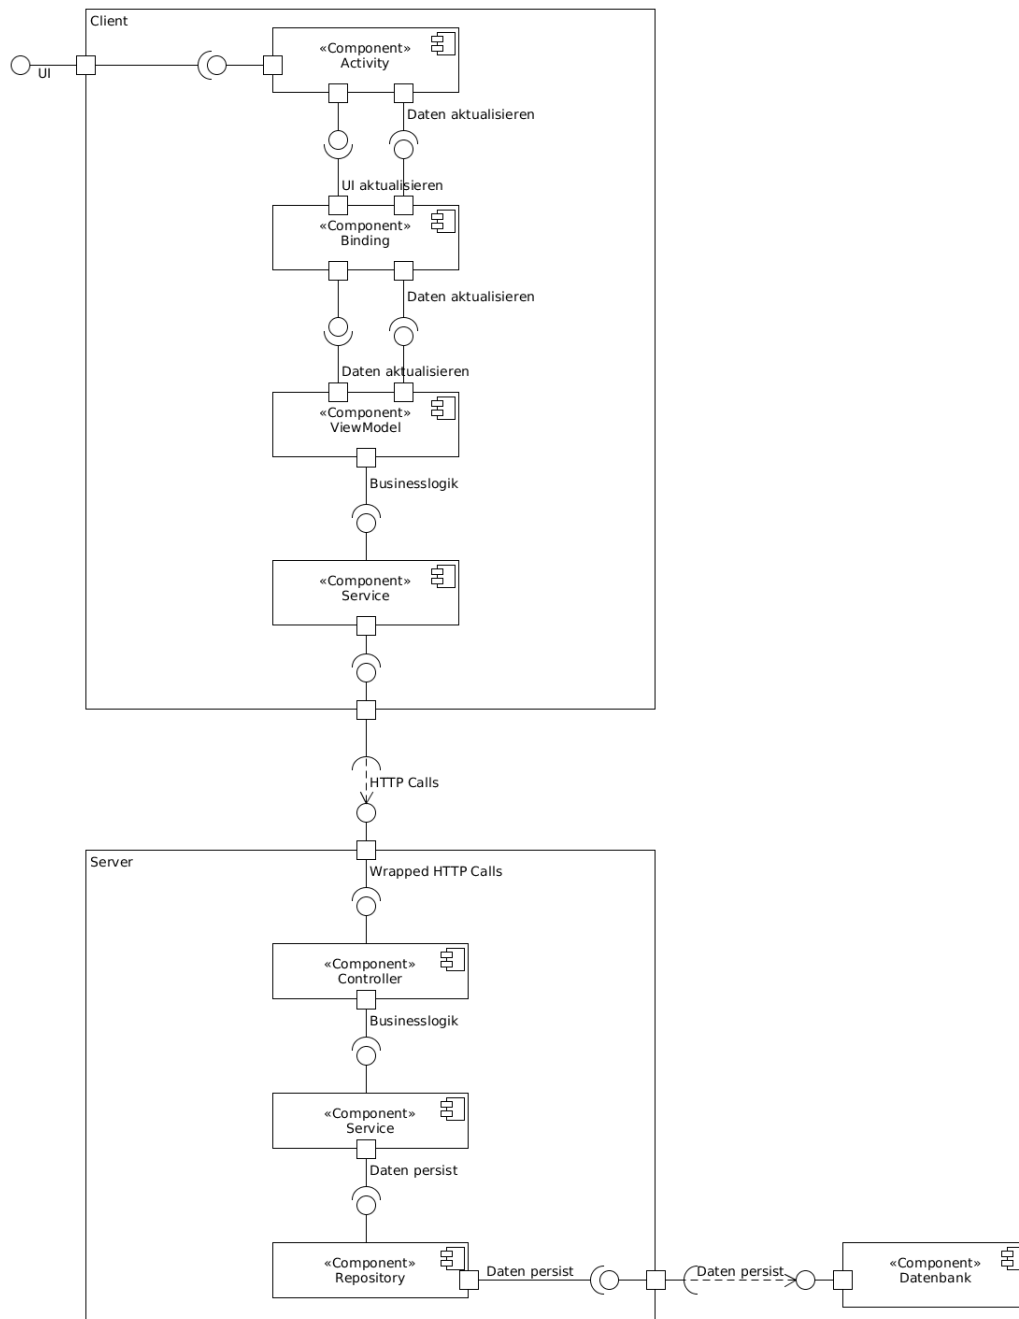 Client
«Component»
Activity
UI
Daten aktualisieren
UI aktualisieren
«Component»
Binding
Daten aktualisieren
Daten aktualisieren
«Component»
ViewModel
Businesslogik
«Component»
Service
HTTP Calls
Server
Wrapped HTTP Calls
«Component»
Controller
Businesslogik
«Component»
Service
Daten persist
«Component»
Repository
Daten persist
Daten persist
«Component»
Datenbank